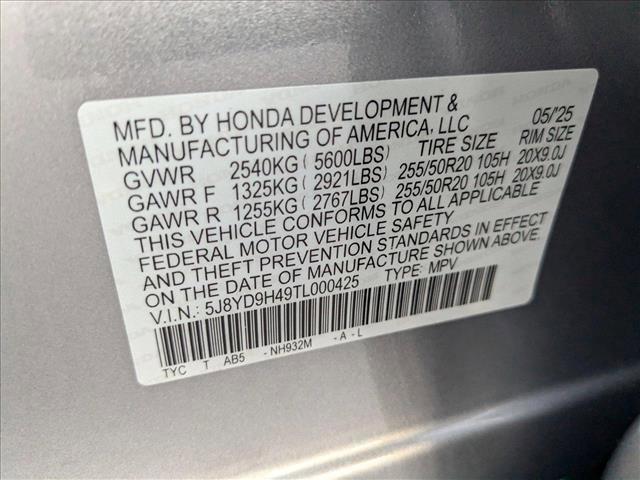 MFD. BY HONDA DEVELOPMENT & 05/'25
MANUFACTURING OF AMERICA, LLC TIRE SIZE RIM SIZE
GVWR 2540KG ( 5600LBS)
GAWR F 1325KG ( 2921LBS) 255/50R20 105H 20X9.0J
GAWR R 1255KG ( 2767LBS) 255/50R20 105H 20X9.0J
THIS VEHICLE CONFORMS TO ALL APPLICABLE
FEDERAL MOTOR VEHICLE SAFETY
AND THEFT PREVENTION STANDARDS IN EFFECT
ON THE DATE OF MANUFACTURE SHOWN ABOVE.
V.I.N.: 5J8YD9H49TL000425 TYPE: MPV
TYC T AB5 -NH932M -A-L